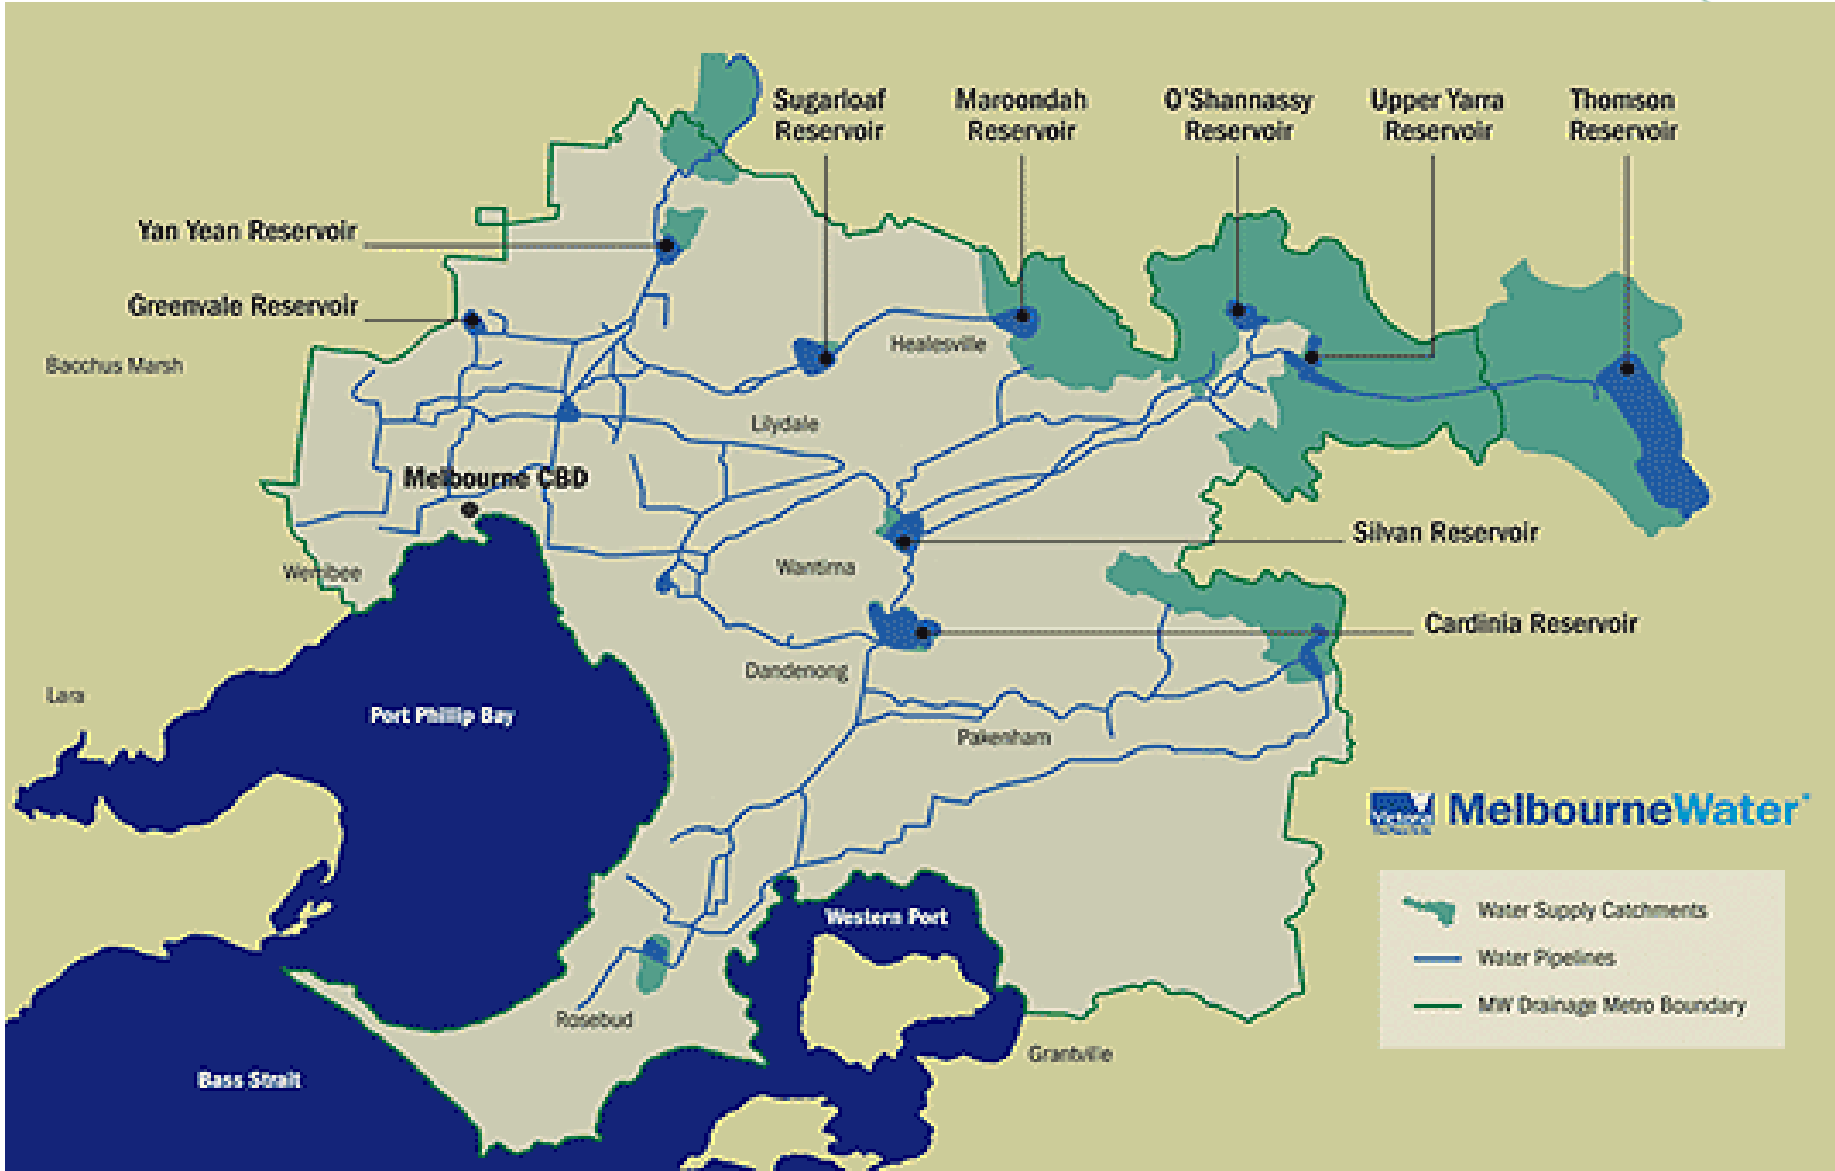 Sugarloaf
Reservoir
Maroondah
Reservoir
O'Shannassy
Reservoir
Upper Yarra
Reservoir
Thomson
Reservoir
Yan Yean Reservoir
Greenvale Reservoir
Bacchus Marsh
Healesville
Lilydale
Melbourne CBD
Silvan Reservoir
Werribee
Wantirna
Cardinia Reservoir
Dandenong
Lara
Port Phillip Bay
Pakenham
Victoria
MelbourneWater
Western Port
Water Supply Catchments
Water Pipelines
MW Drainage Metro Boundary
Rosebud
Grantville
Bass Strait